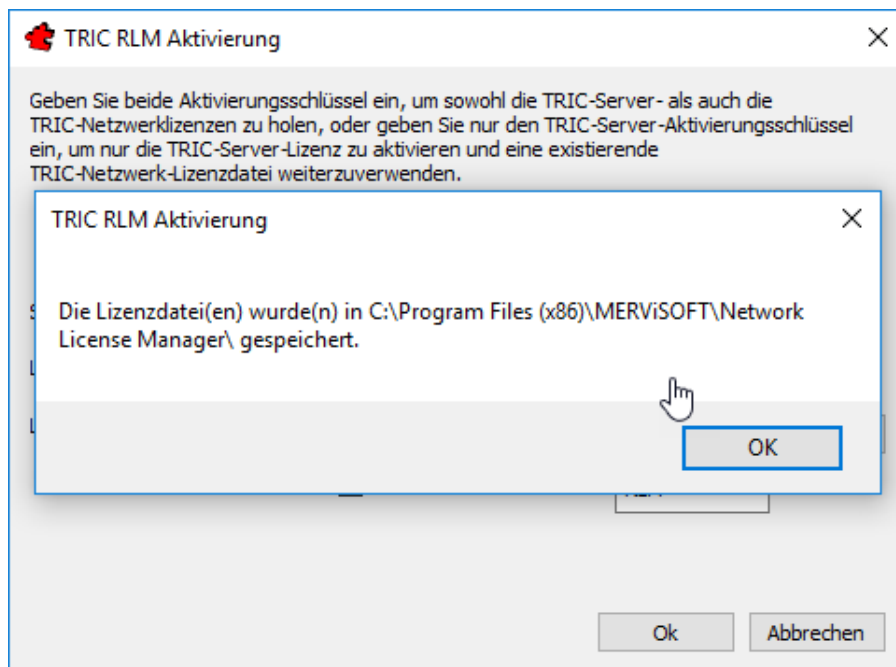 TRIC RLM Aktivierung
Geben Sie beide Aktivierungsschlüssel ein, um sowohl die TRIC-Server- als auch die
TRIC-Netzwerklizenzen zu holen, oder geben Sie nur den TRIC-Server-Aktivierungsschlüssel
ein, um nur die TRIC-Server-Lizenz zu aktivieren und eine existierende
TRIC-Netzwerk-Lizenzdatei weiterzuverwenden.
TRIC RLM Aktivierung
Die Lizenzdatei(en) wurde(n) in C:\Program Files (x86)\MERViSOFT\Network
License Manager\ gespeichert.
OK
Ok
Abbrechen